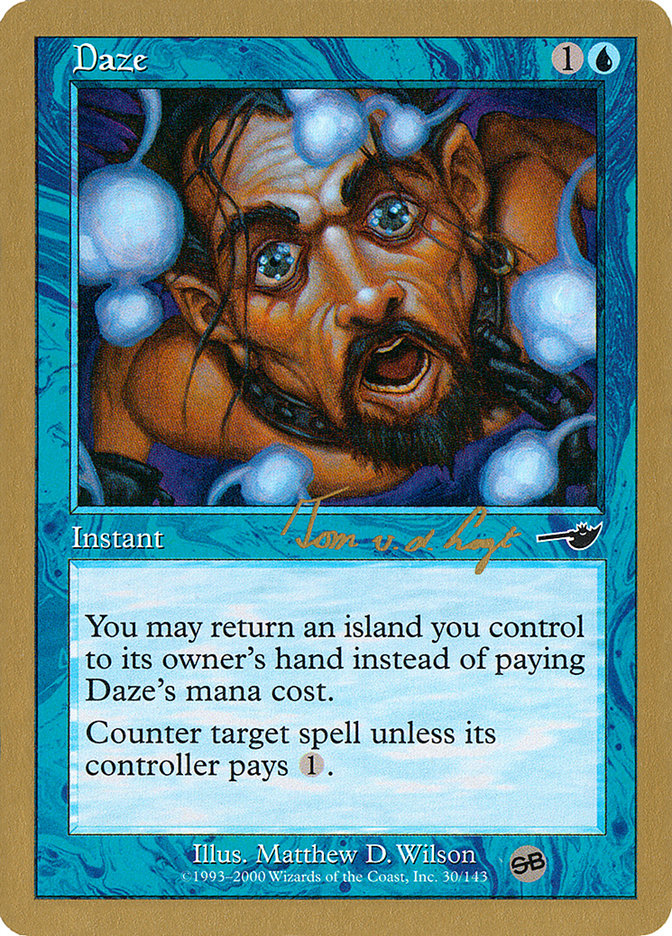 Daze 1
Instant Tom v. d. Logt
You may return an island you control
to its owner's hand instead of paying
Daze's mana cost.
Counter target spell unless its
controller pays 1.
Illus. Matthew D. Wilson
©1993–2000 Wizards of the Coast, Inc. 30/143
SB